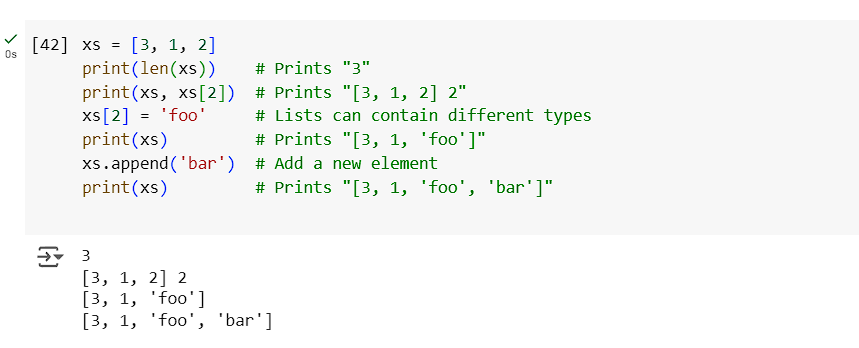 [42] xs = [3, 1, 2]
0s
print(len(xs))    # Prints "3"
print(xs, xs[2])  # Prints "[3, 1, 2] 2"
xs[2] = 'foo'     # Lists can contain different types
print(xs)         # Prints "[3, 1, 'foo']"
xs.append('bar')  # Add a new element
print(xs)         # Prints "[3, 1, 'foo', 'bar']"
3
[3, 1, 2] 2
[3, 1, 'foo']
[3, 1, 'foo', 'bar']